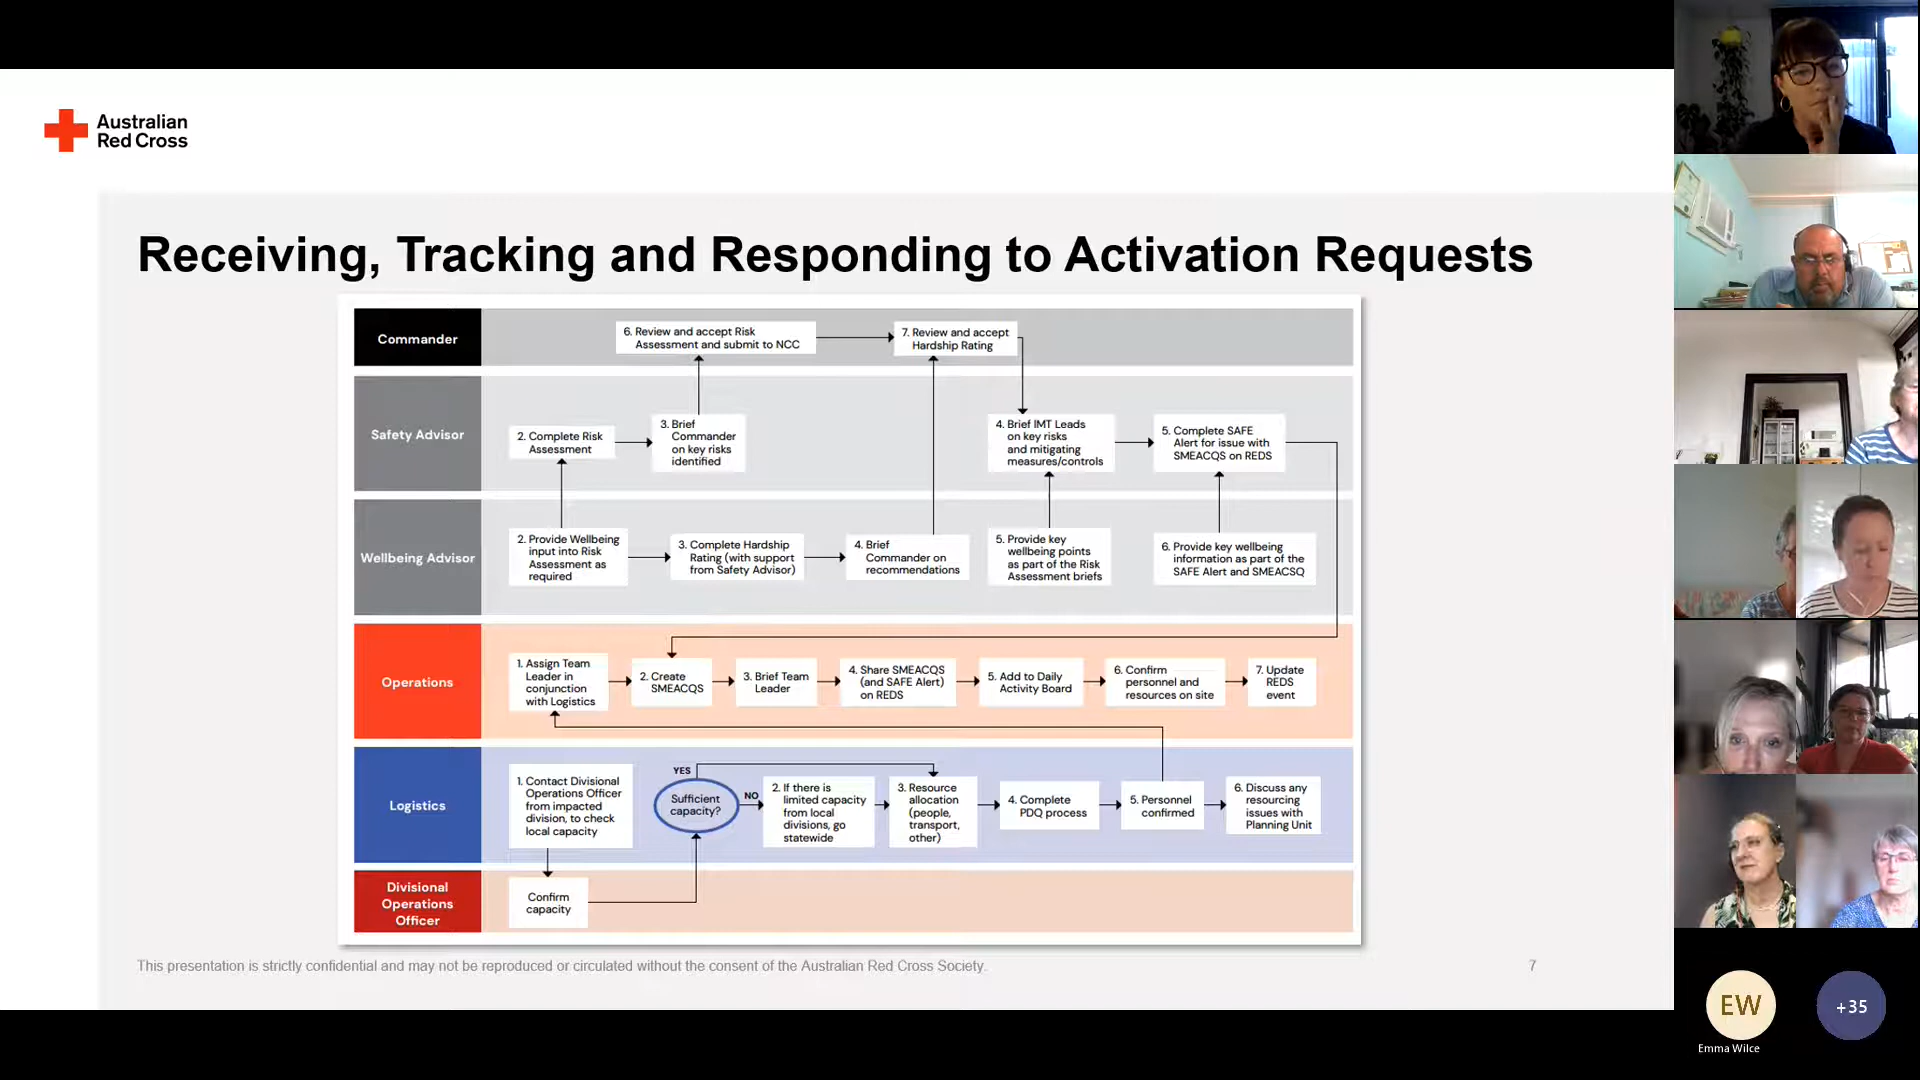 Australian
Red Cross
Receiving, Tracking and Responding to Activation Requests
Commander
6. Review and accept Risk
Assessment and submit to NCC
7. Review and accept
Hardship Rating
Safety Advisor
2. Complete Risk
Assessment
3. Brief
Commander
on key risks
identified
4. Brief IMT Leads
on key risks
and mitigating
measures/controls
5. Complete SAFE
Alert for issue with
SMEACQS on REDS
Wellbeing Advisor
2. Provide Wellbeing
input into Risk
Assessment as
required
3. Complete Hardship
Rating (with support
from Safety Advisor)
4. Brief
Commander on
recommendations
5. Provide key
wellbeing points
as part of the Risk
Assessment briefs
6. Provide key wellbeing
information as part of the
SAFE Alert and SMEACSQ
Operations
1. Assign Team
Leader in
conjunction
with Logistics
2. Create
SMEACQS
3. Brief Team
Leader
4. Share SMEACQS
(and SAFE Alert)
on REDS
5. Add to Daily
Activity Board
6. Confirm
personnel and
resources on site
7. Update
REDS
event
Logistics
1. Contact Divisional
Operations Officer
from impacted
division, to check
local capacity
YES
Sufficient
capacity?
NO
2. If there is
limited capacity
from local
divisions, go
statewide
3. Resource
allocation
(people,
transport,
other)
4. Complete
PDQ process
5. Personnel
confirmed
6. Discuss any
resourcing
issues with
Planning Unit
Divisional
Operations
Officer
Confirm
capacity
This presentation is strictly confidential and may not be reproduced or circulated without the consent of the Australian Red Cross Society.
7
EW
+35
Emma Wilce